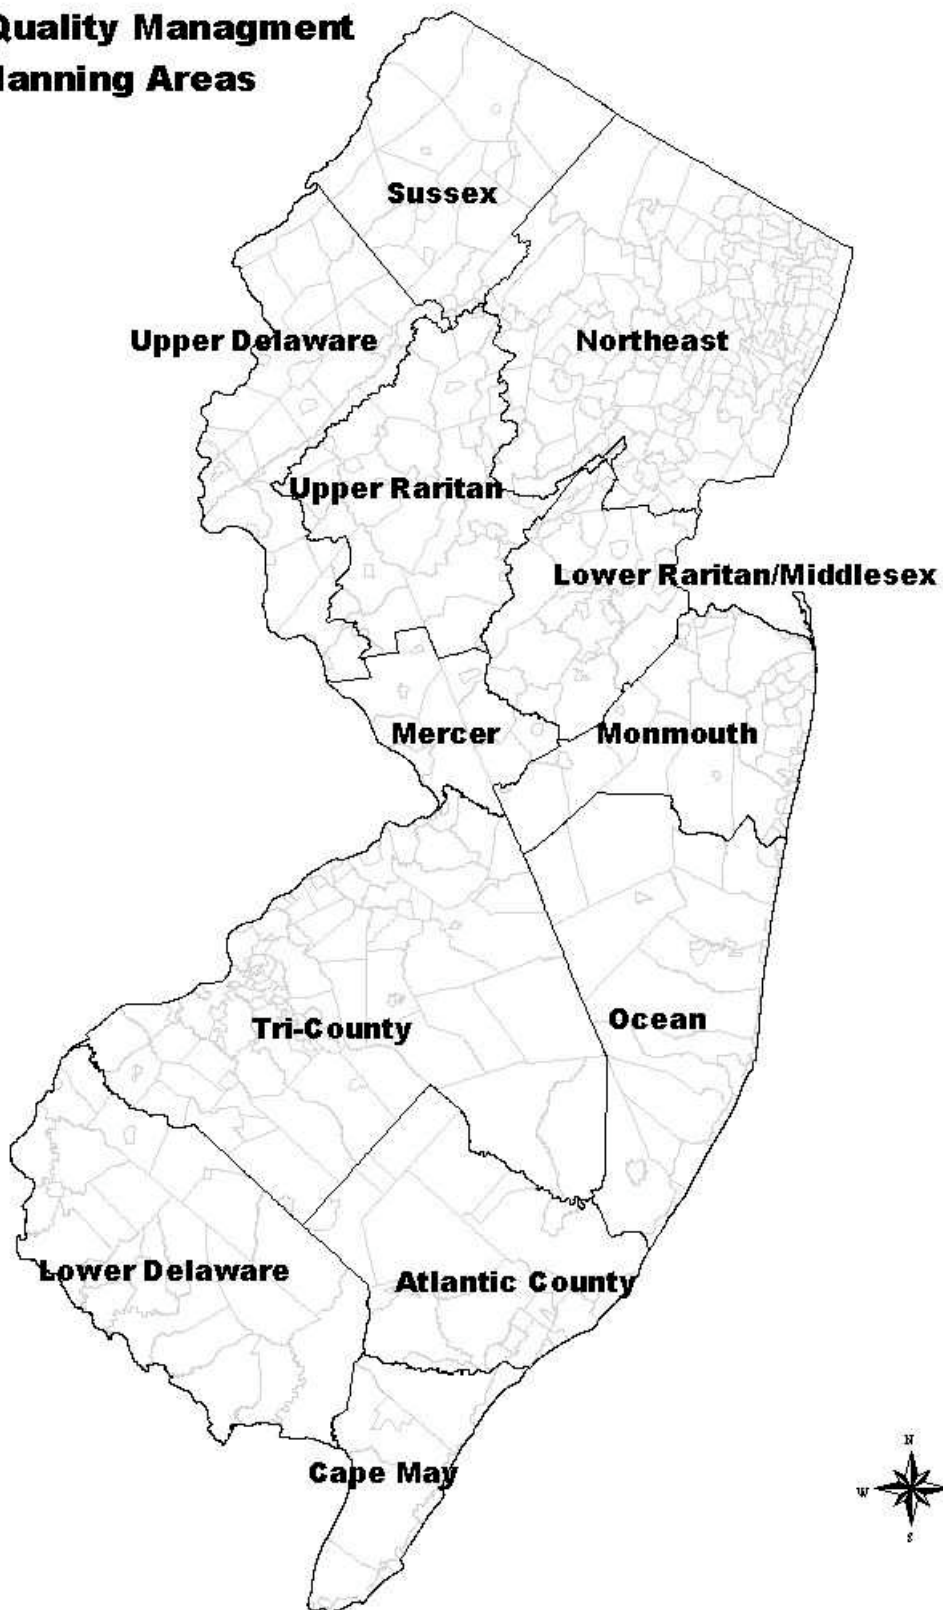 Quality Managment
lanning Areas
Sussex
Upper Delaware
Northeast
Upper Raritan
Lower Raritan/Middlesex
Mercer
Monmouth
Tri-County
Ocean
Lower Delaware
Atlantic County
Cape May
N
W
S